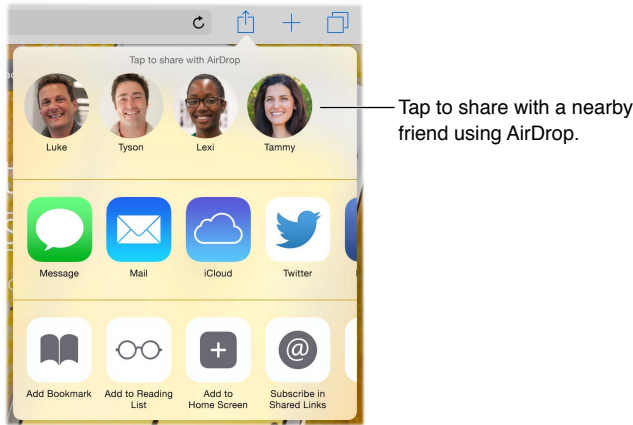 Tap to share with AirDrop
Luke Tyson Lexi Tammy
Tap to share with a nearby
friend using AirDrop.
Message Mail iCloud Twitter
Add Bookmark Add to Reading Add to Subscribe in
List Home Screen Shared Links
@